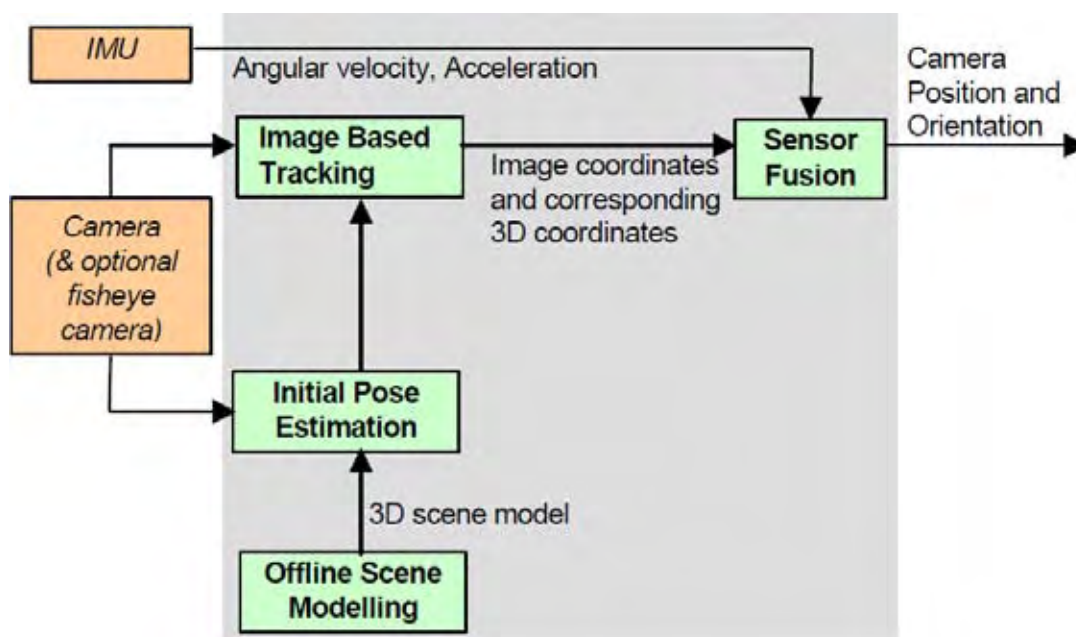 IMU
Angular velocity, Acceleration
Camera
Position and
Orientation
Image Based
Tracking
Sensor
Fusion
Image coordinates
and corresponding
3D coordinates
Camera
(& optional
fisheye
camera)
Initial Pose
Estimation
3D scene model
Offline Scene
Modelling